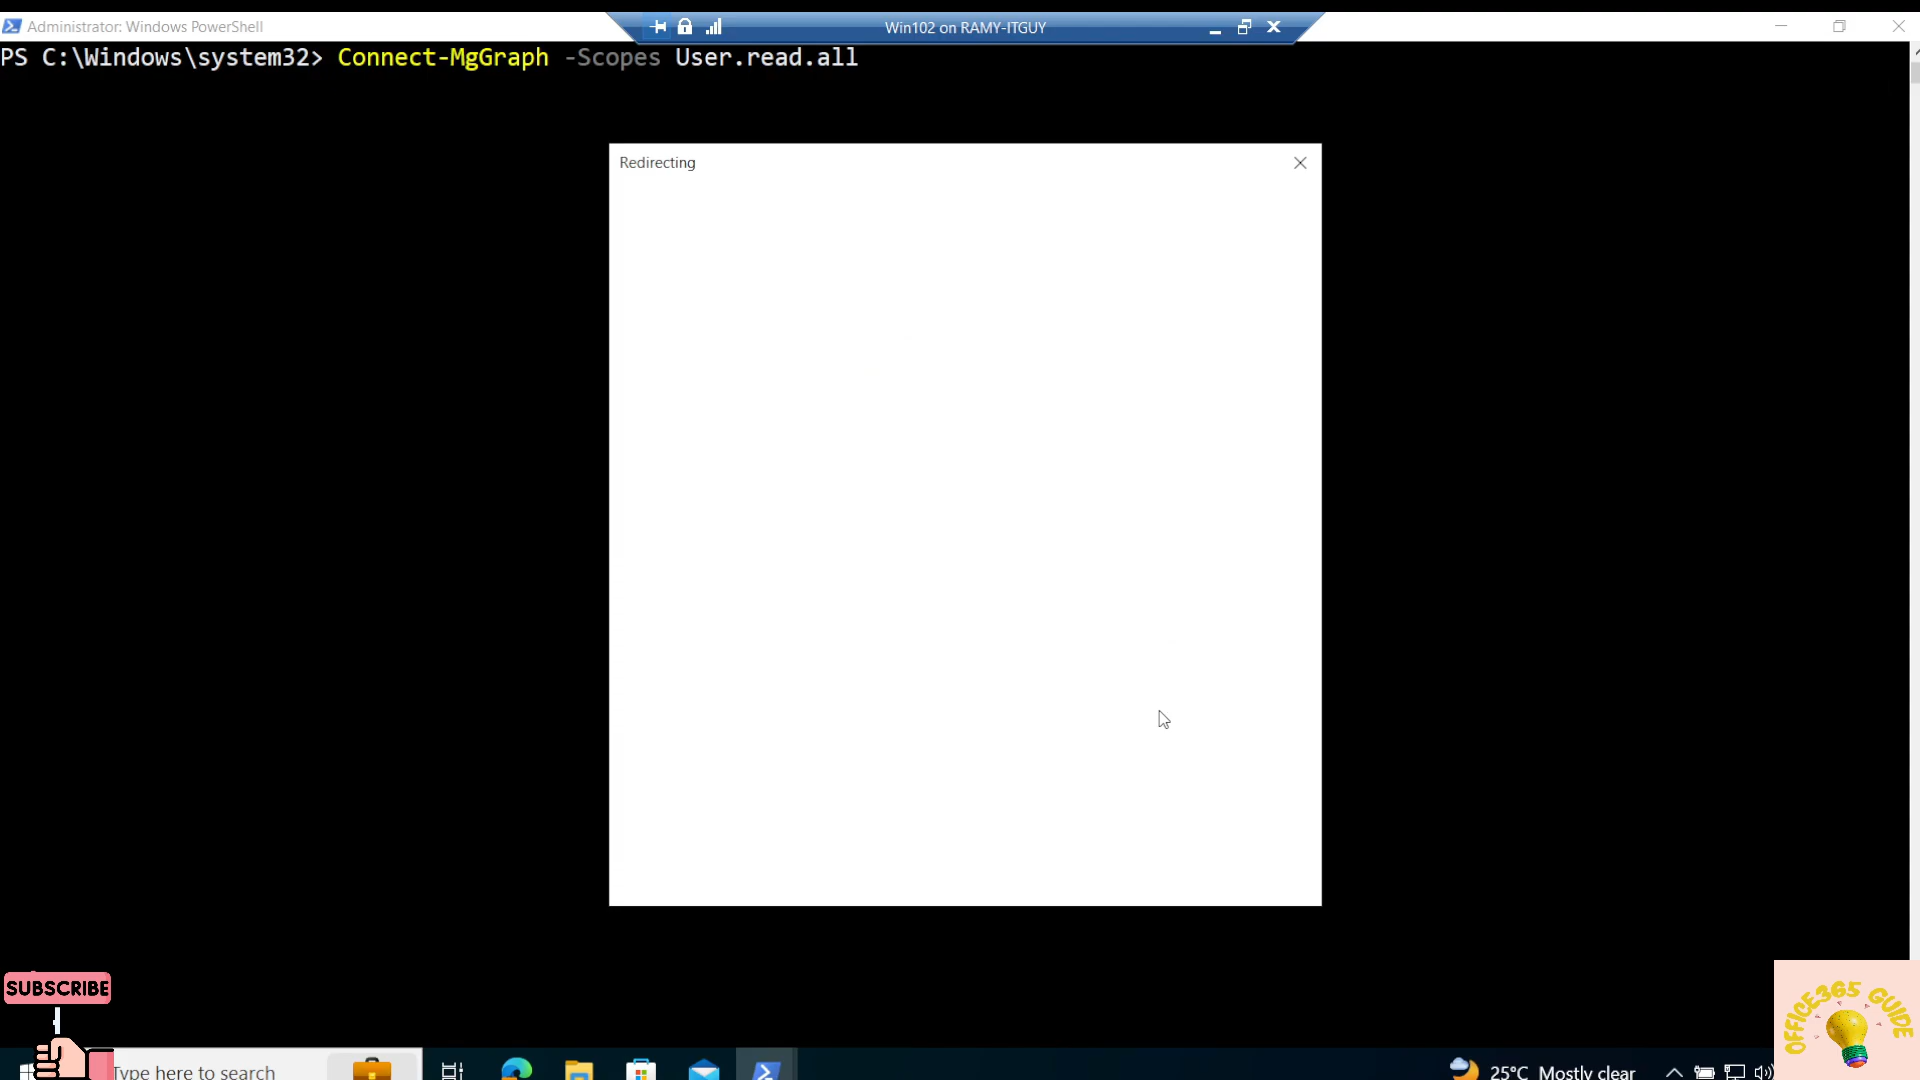 Administrator: Windows PowerShell
Win102 on RAMY-ITGUY
PS C:\Windows\system32> Connect-MgGraph -Scopes User.read.all
Redirecting
SUBSCRIBE
OFFICE365 GUIDE
Type here to search
25°C Mostly clear